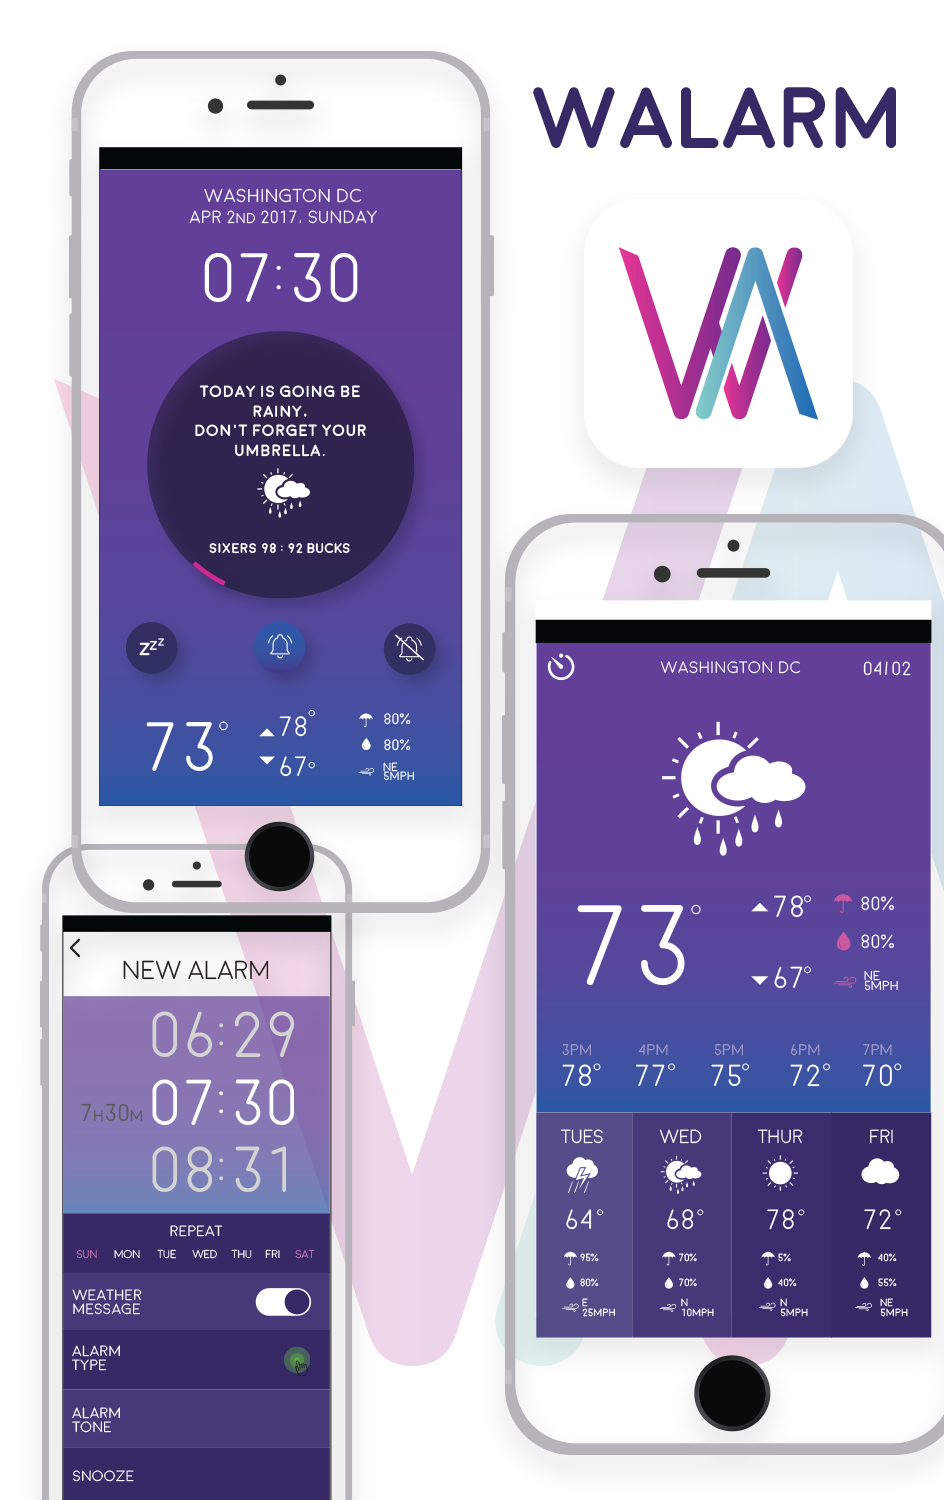 WALARM
WASHINGTON DC
APR 2ND 2017. SUNDAY
07:30
TODAY IS GOING BE
RAINY.
DON'T FORGET YOUR
UMBRELLA.
SIXERS 98 : 92 BUCKS
zzz
73°
78°
67°
80%
80%
NE
5MPH
WASHINGTON DC
04/02
73°
78°
67°
80%
80%
NE
5MPH
3PM 4PM 5PM 6PM 7PM
78° 77° 75° 72° 70°
TUES WED THUR FRI
64° 68° 78° 72°
95% 70% 5% 40%
80% 70% 40% 55%
E N N NE
25MPH 10MPH 5MPH 5MPH
NEW ALARM
06:29
7H30M 07:30
08:31
REPEAT
SUN MON TUE WED THU FRI SAT
WEATHER
MESSAGE
ALARM
TYPE
ALARM
TONE
SNOOZE